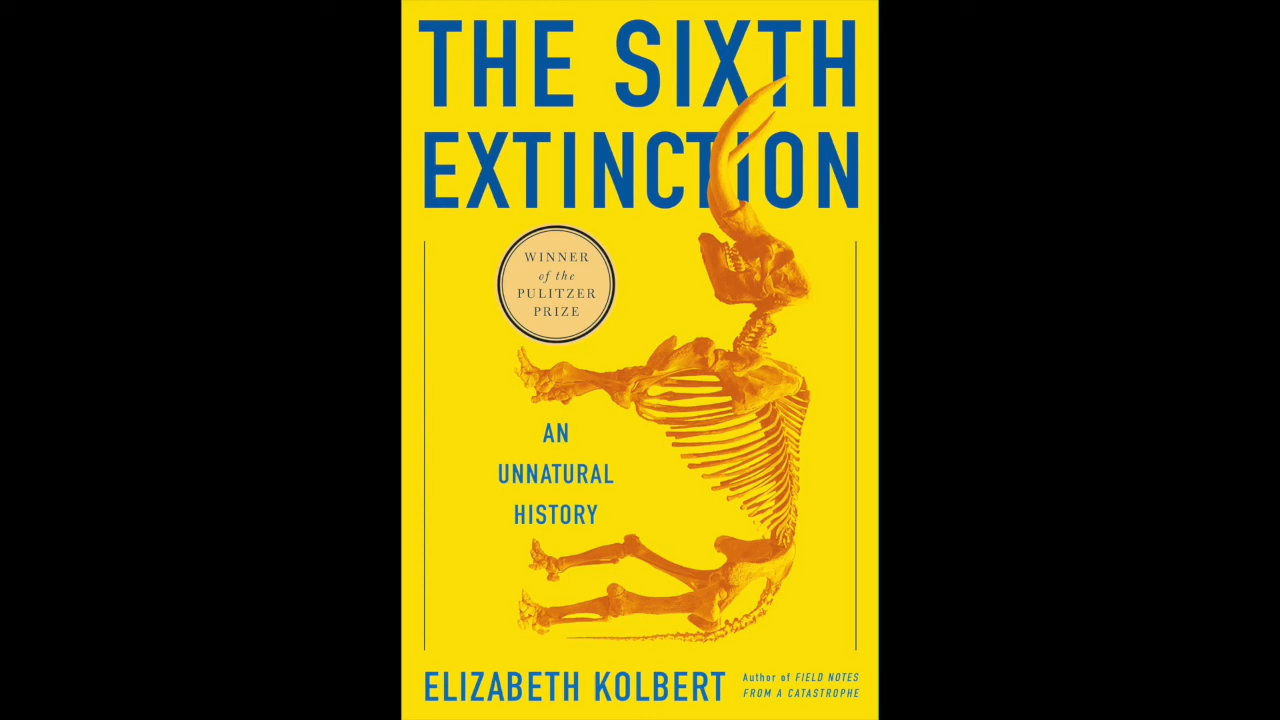 THE SIXTH
EXTINCTION
WINNER
of the
PULITZER
PRIZE
AN
UNNATURAL
HISTORY
ELIZABETH KOLBERT
Author of FIELD NOTES
FROM A CATASTROPHE